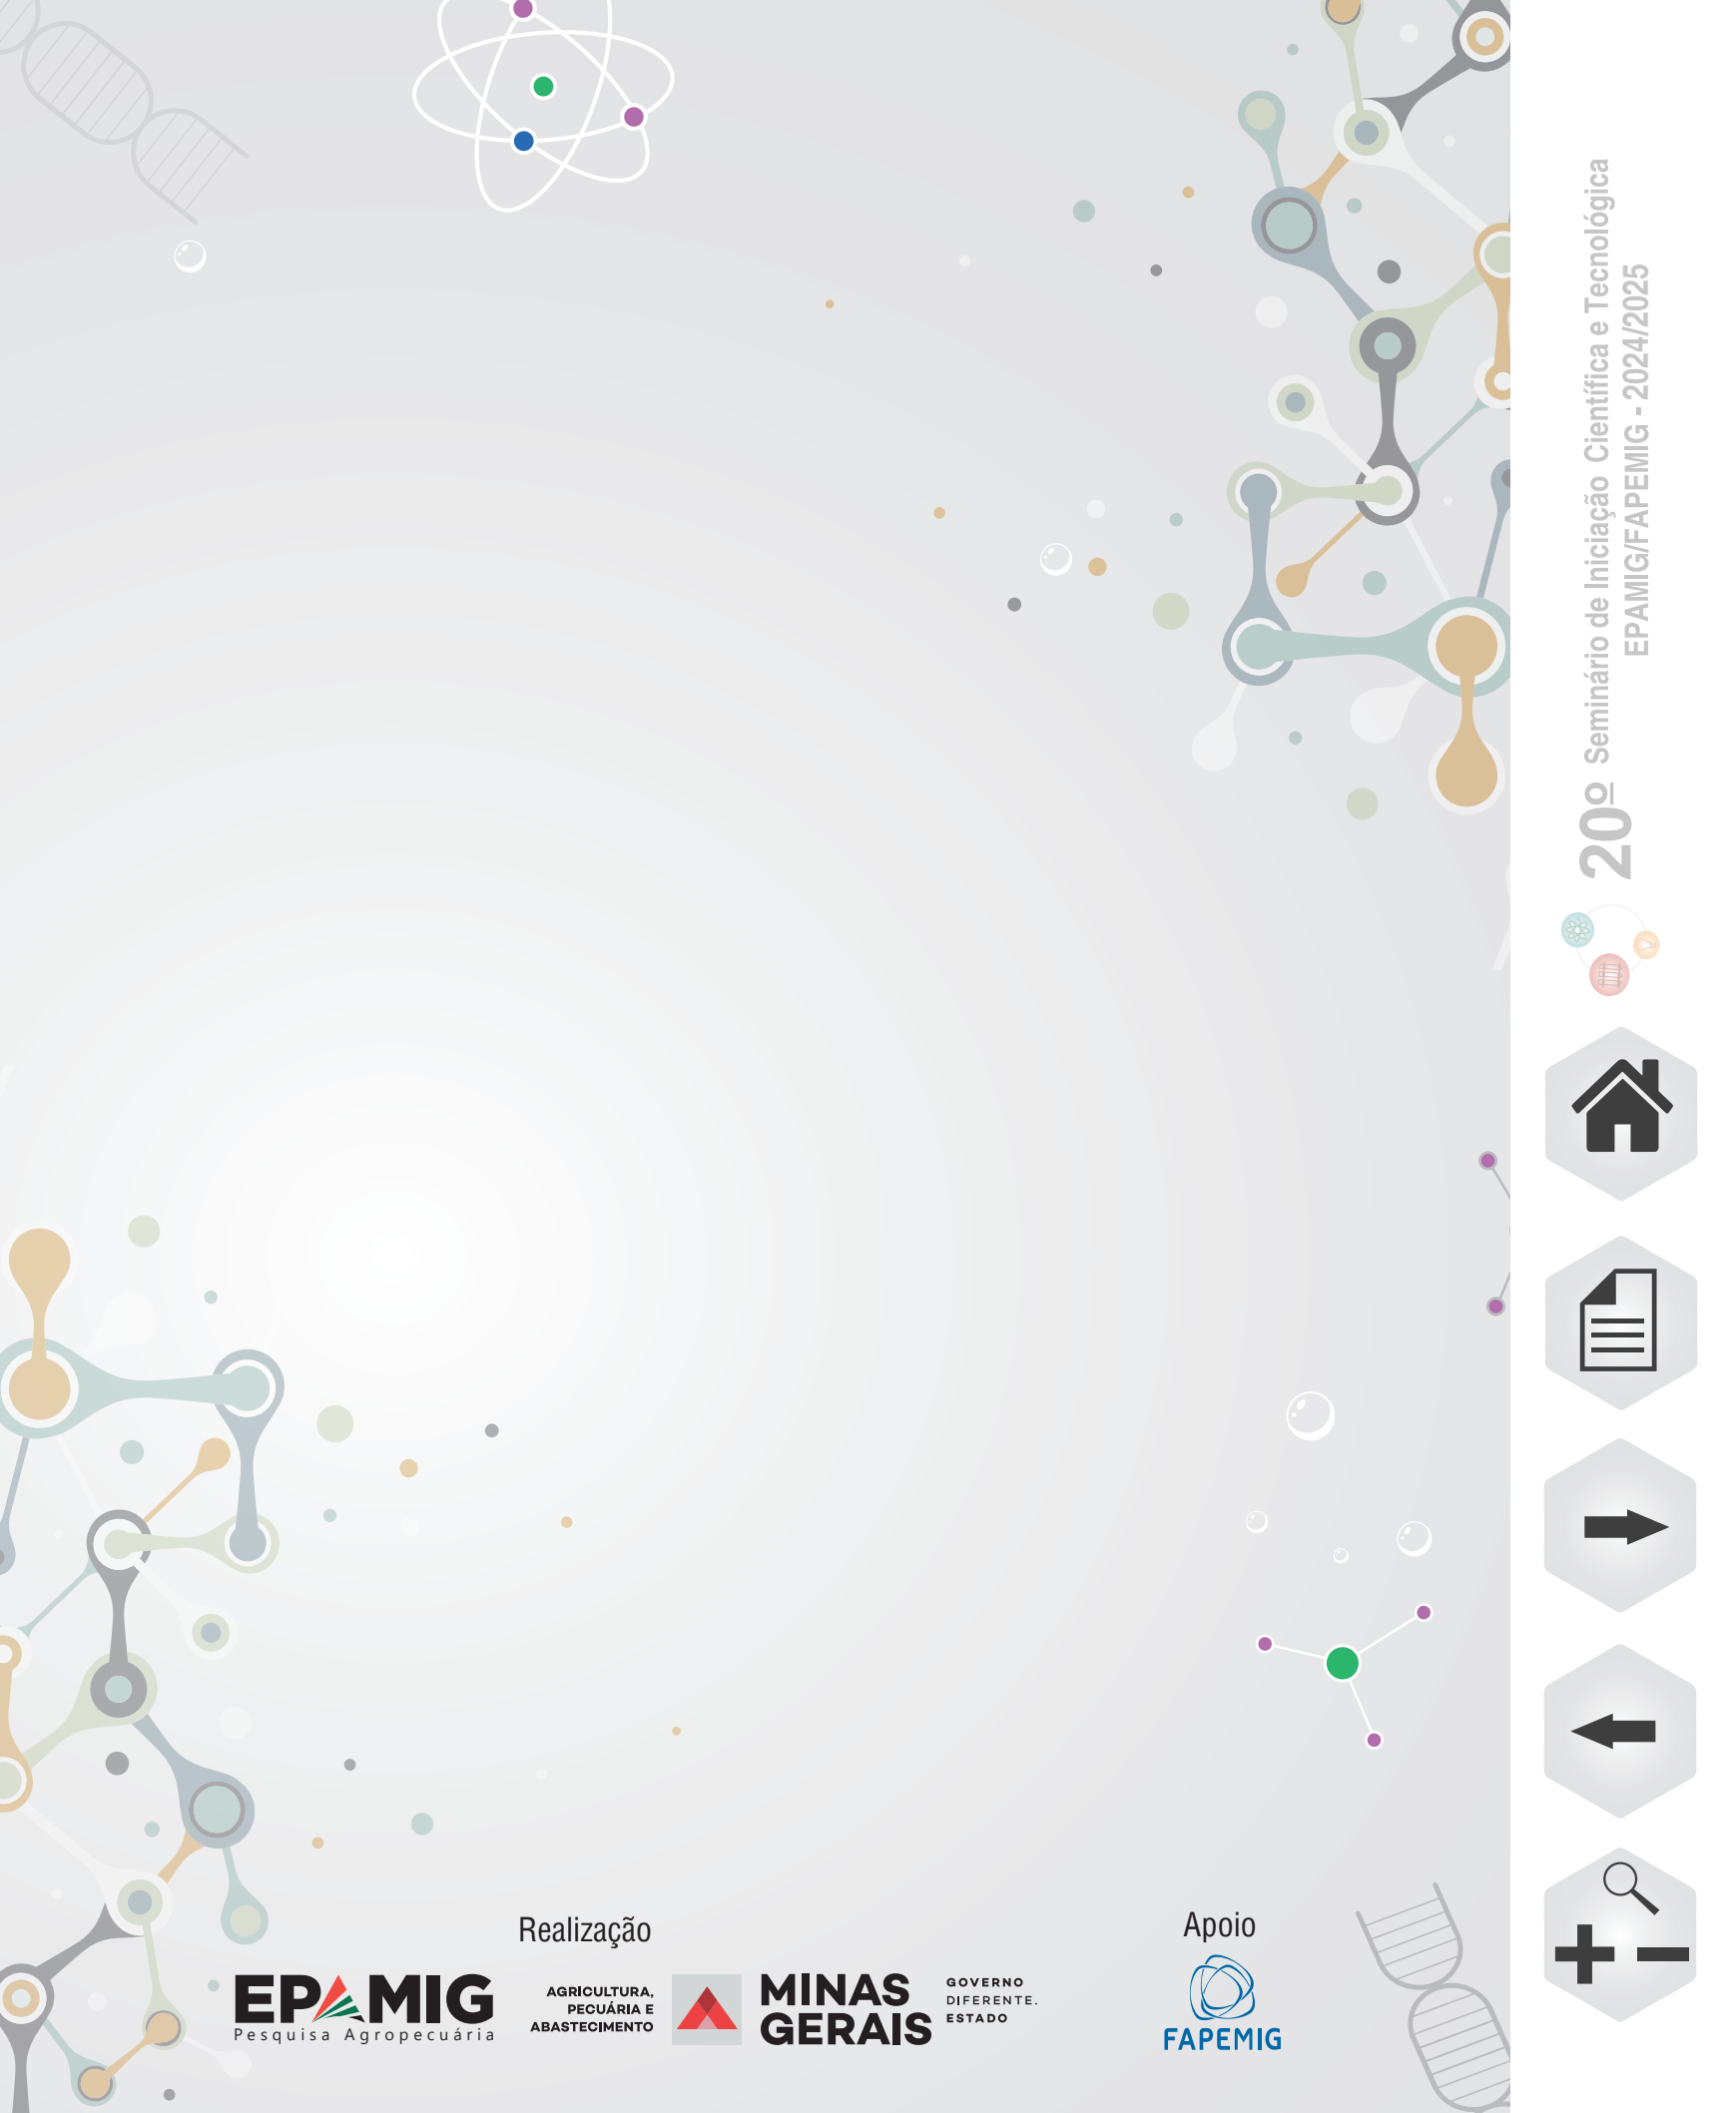 20º Seminário de Iniciação Científica e Tecnológica
EPAMIG/FAPEMIG - 2024/2025
Realização
EPAMIG
Pesquisa Agropecuária
AGRICULTURA,
PECUÁRIA E
ABASTECIMENTO
MINAS
GERAIS
GOVERNO
DIFERENTE.
ESTADO
Apoio
FAPEMIG